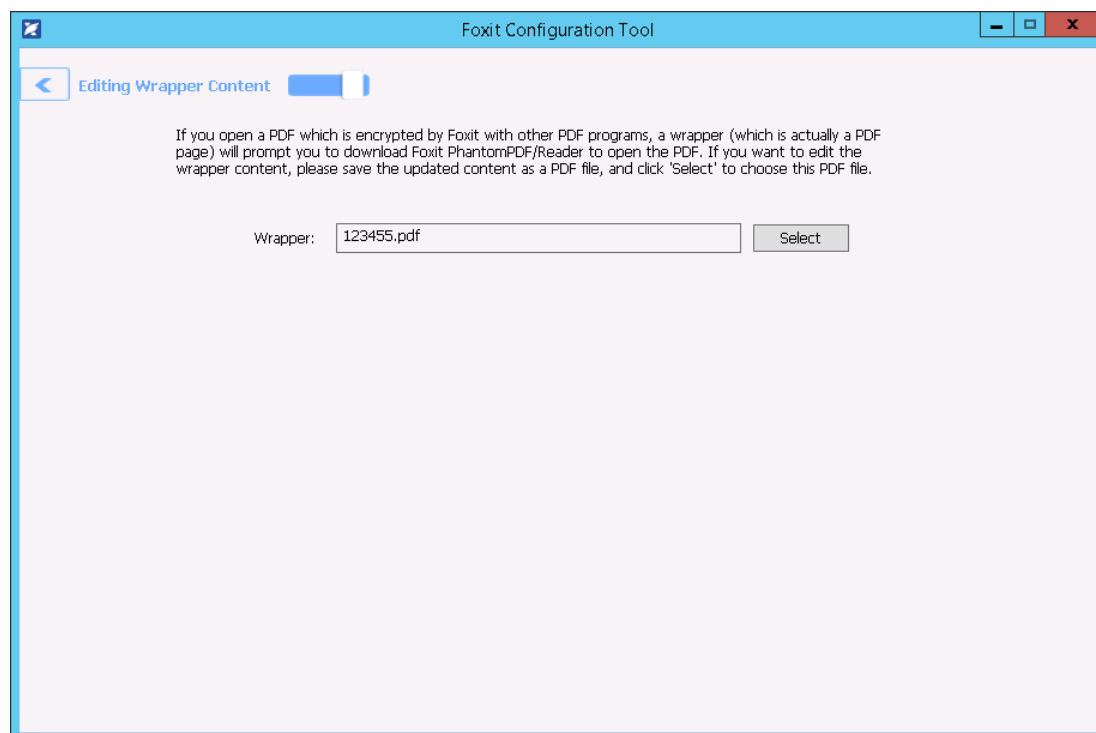 Foxit Configuration Tool
Editing Wrapper Content
If you open a PDF which is encrypted by Foxit with other PDF programs, a wrapper (which is actually a PDF
page) will prompt you to download Foxit PhantomPDF/Reader to open the PDF. If you want to edit the
wrapper content, please save the updated content as a PDF file, and click 'Select' to choose this PDF file.
Wrapper: 123455.pdf Select